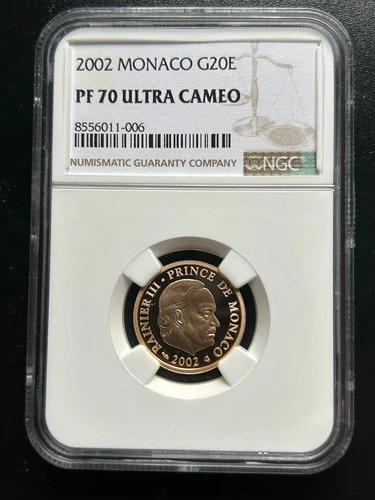 2002 MONACO G20E
PF 70 ULTRA CAMEO
8556011-006
NUMISMATIC GUARANTY COMPANY
NGC
RAINIER III · PRINCE DE MONACO
2002